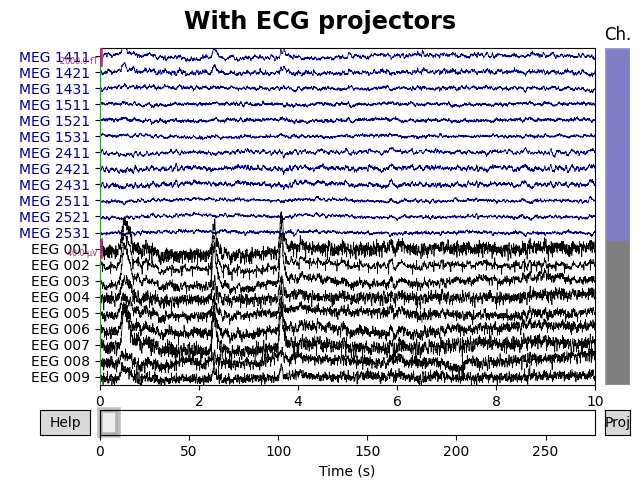 With ECG projectors
Ch.
MEG 1411
MEG 1421
MEG 1431
MEG 1511
MEG 1521
MEG 1531
MEG 2411
MEG 2421
MEG 2431
MEG 2511
MEG 2521
MEG 2531
EEG 001
EEG 002
EEG 003
EEG 004
EEG 005
EEG 006
EEG 007
EEG 008
EEG 009
0 2 4 6 8 10
Help
Proj
0 50 100 150 200 250
Time (s)